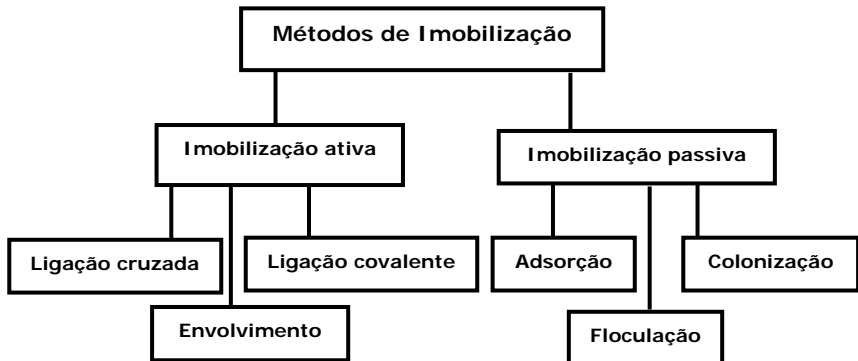 Métodos de Imobilização
Imobilização ativa
Imobilização passiva
Ligação cruzada
Ligação covalente
Adsorção
Colonização
Envolvimento
Floculação